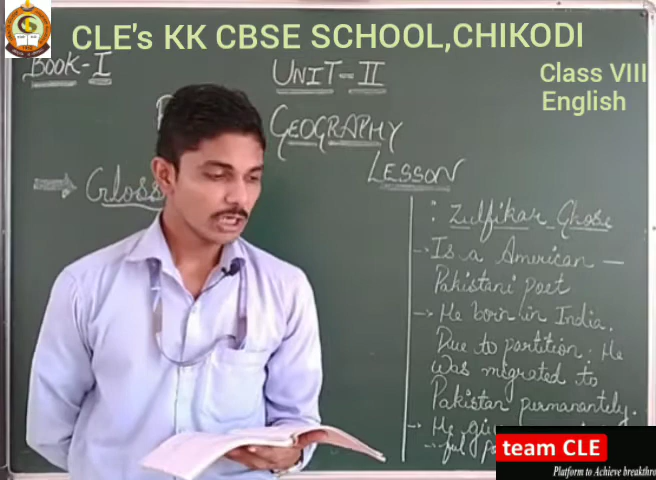 CLE's KK CBSE SCHOOL,CHIKODI
BOOK-I
UNIT-II
Class VIII
English
GEOGRAPHY
LESSON
Gloss
: Zulfikar Ghose
Is a American -
Pakistani poet
He born in India.
Due to partition. He
was migrated to
Pakistan permanantely.
He
team CLE
Platform to Achieve breakthro